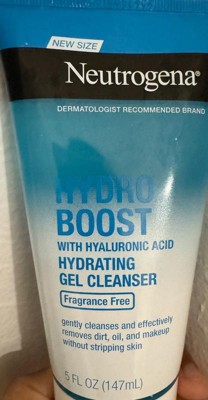 NEW SIZE
Neutrogena®
DERMATOLOGIST RECOMMENDED BRAND
HYDRO
BOOST
WITH HYALURONIC ACID
HYDRATING
GEL CLEANSER
Fragrance Free
gently cleanses and effectively
removes dirt, oil, and makeup
without stripping skin
5 FL OZ (147mL)